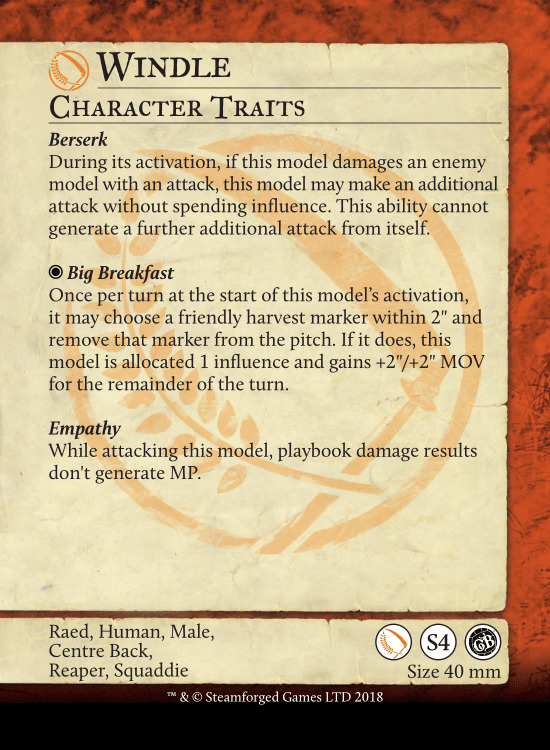 Windle
Character Traits
Berserk
During its activation, if this model damages an enemy
model with an attack, this model may make an additional
attack without spending influence. This ability cannot
generate a further additional attack from itself.
Big Breakfast
Once per turn at the start of this model's activation,
it may choose a friendly harvest marker within 2" and
remove that marker from the pitch. If it does, this
model is allocated 1 influence and gains +2"/+2" MOV
for the remainder of the turn.
Empathy
While attacking this model, playbook damage results
don't generate MP.
Raed, Human, Male,
Centre Back,
Reaper, Squaddie
S4
GB
Size 40 mm
™ & © Steamforged Games LTD 2018